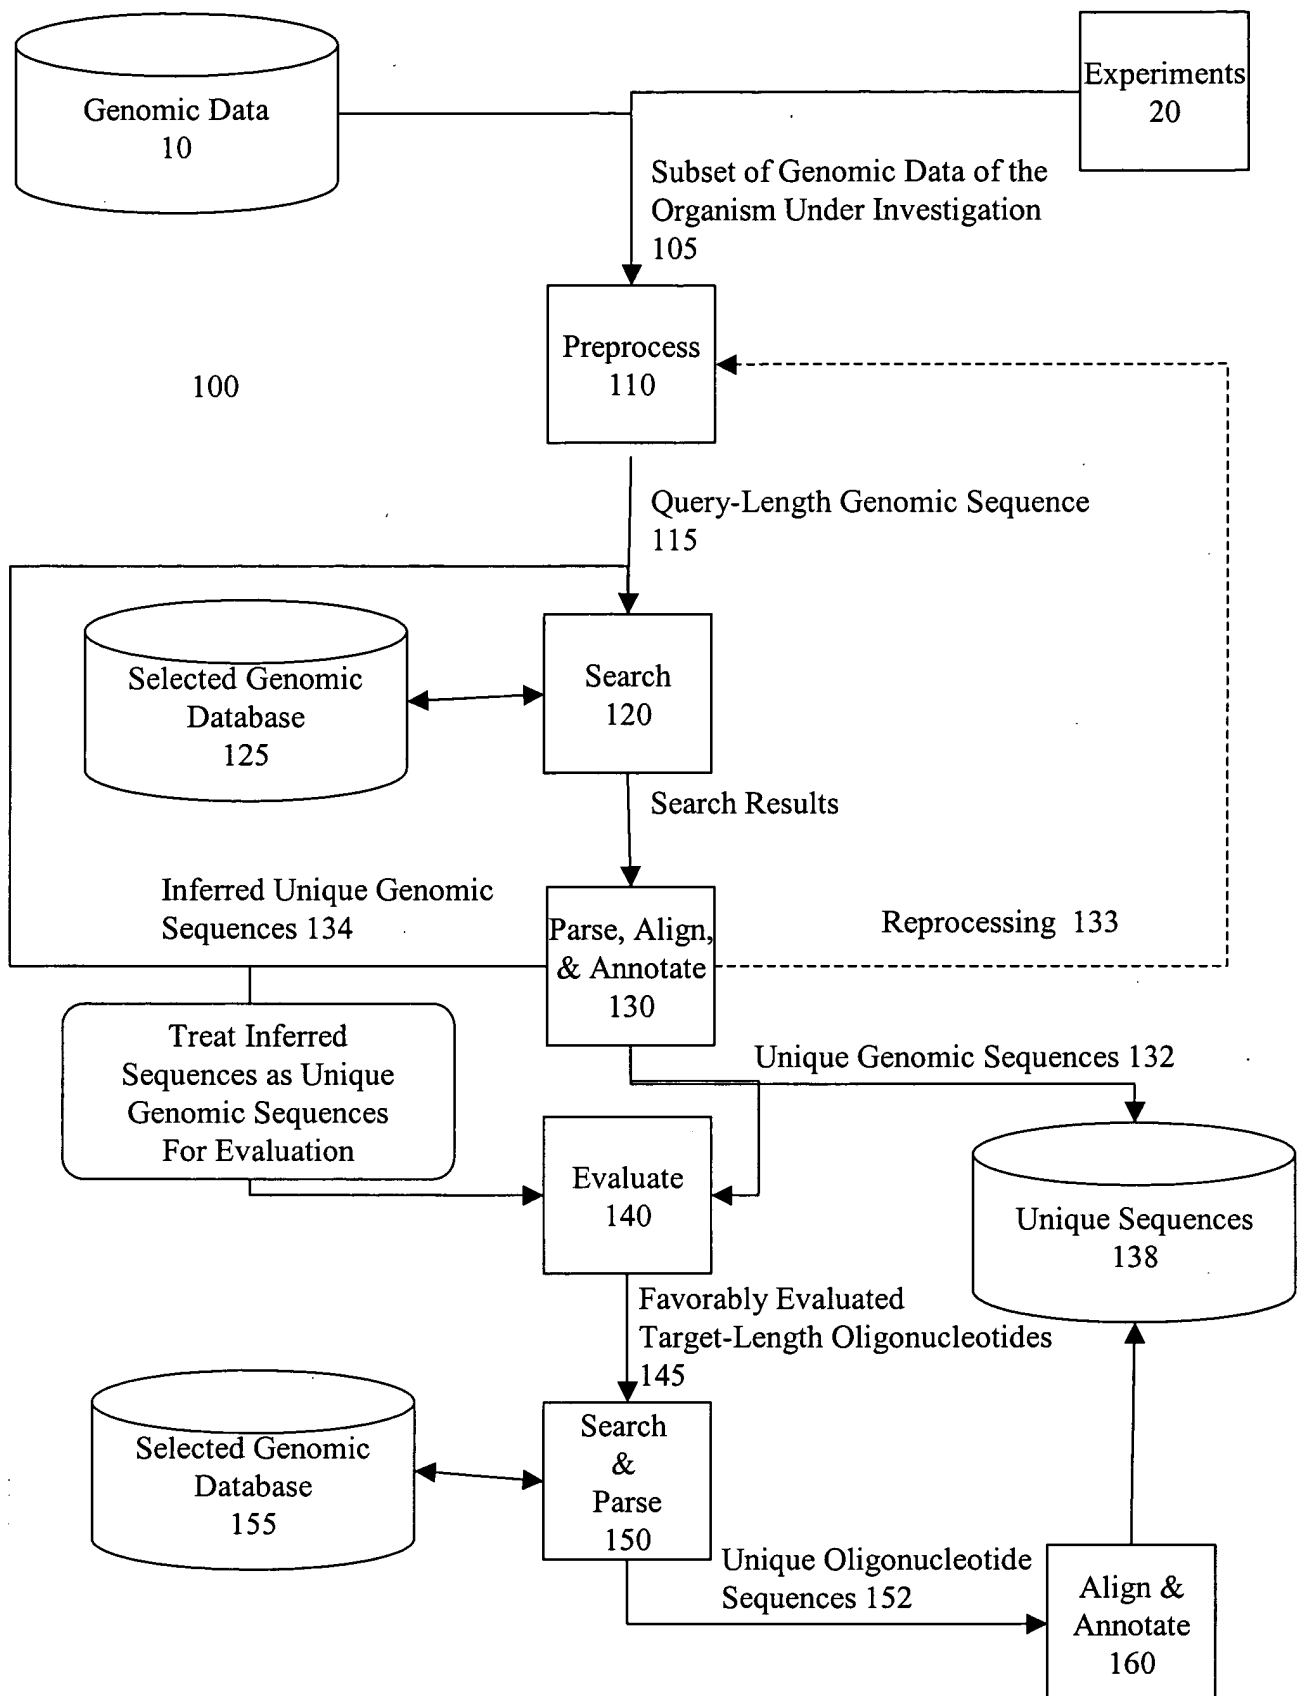 Genomic Data
10
Experiments
20
Subset of Genomic Data of the
Organism Under Investigation
105
Preprocess
110
100
Query-Length Genomic Sequence
115
Selected Genomic
Database
125
Search
120
Search Results
Inferred Unique Genomic
Sequences 134
Parse, Align,
& Annotate
130
Reprocessing 133
Treat Inferred
Sequences as Unique
Genomic Sequences
For Evaluation
Unique Genomic Sequences 132
Evaluate
140
Unique Sequences
138
Favorably Evaluated
Target-Length Oligonucleotides
145
Selected Genomic
Database
155
Search
&
Parse
150
Unique Oligonucleotide
Sequences 152
Align &
Annotate
160